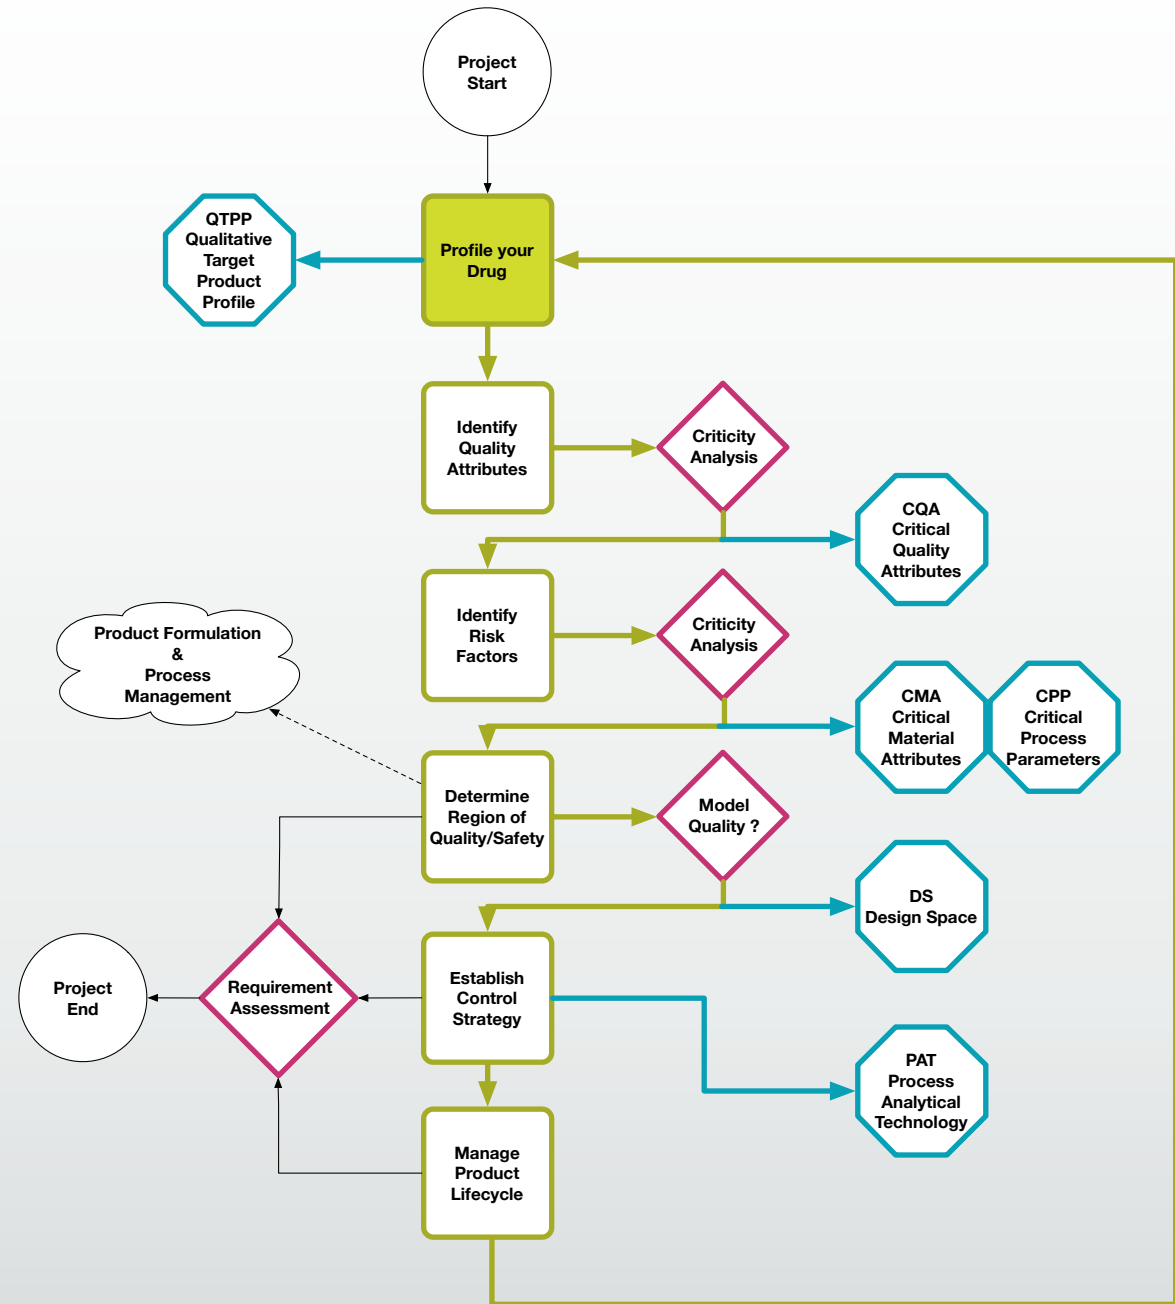 Project
Start
QTPP
Qualitative
Target
Product
Profile
Profile your
Drug
Identify
Quality
Attributes
Criticity
Analysis
CQA
Critical
Quality
Attributes
Identify
Risk
Factors
Criticity
Analysis
Product Formulation
&
Process
Management
CMA
Critical
Material
Attributes
CPP
Critical
Process
Parameters
Determine
Region of
Quality/Safety
Model
Quality ?
DS
Design Space
Project
End
Requirement
Assessment
Establish
Control
Strategy
PAT
Process
Analytical
Technology
Manage
Product
Lifecycle